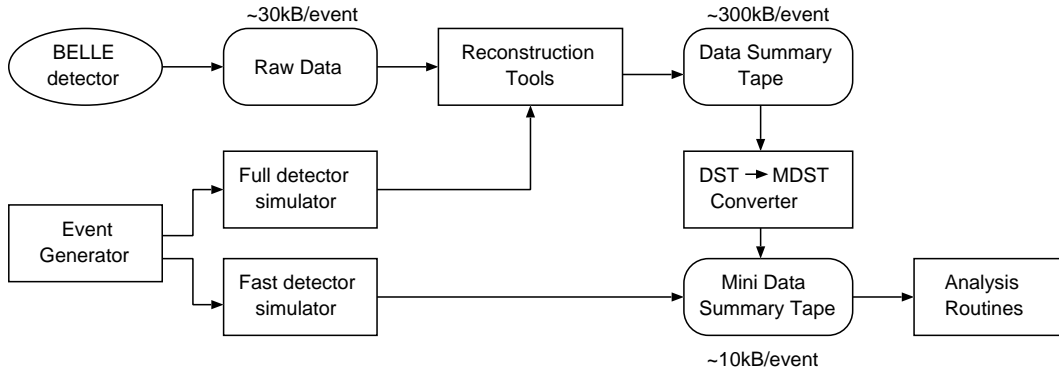 ~30kB/event
~300kB/event
BELLE
detector
Raw Data
Reconstruction
Tools
Data Summary
Tape
Full detector
simulator
DST → MDST
Converter
Event
Generator
Fast detector
simulator
Mini Data
Summary Tape
Analysis
Routines
~10kB/event